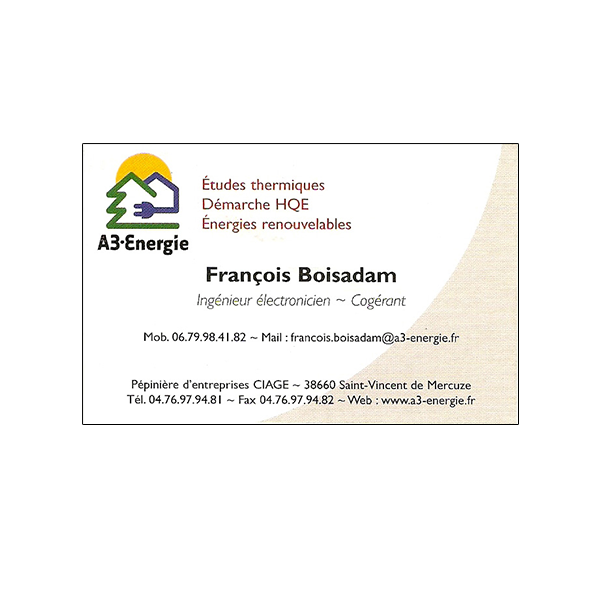 A3·Energie
Études thermiques
Démarche HQE
Énergies renouvelables
François Boisadam
Ingénieur électronicien ~ Cogérant
Mob. 06.79.98.41.82 ~ Mail : francois.boisadam@a3-energie.fr
Pépinière d'entreprises CIAGE ~ 38660 Saint-Vincent de Mercuze
Tél. 04.76.97.94.81 ~ Fax 04.76.97.94.82 ~ Web : www.a3-energie.fr